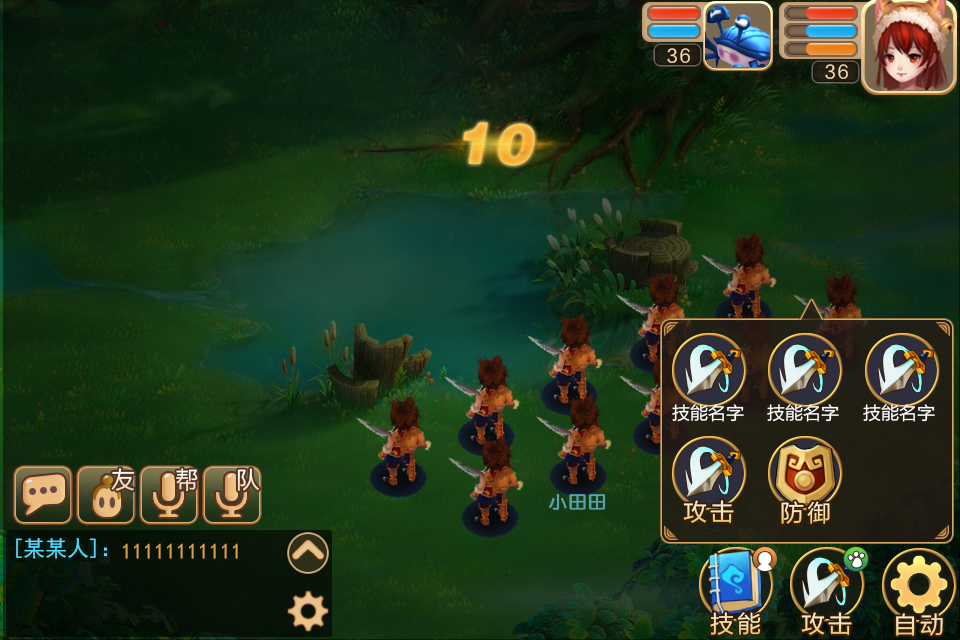 36
36
10
技能名字 技能名字 技能名字
攻击 防御
小田田
友 帮 队
[某某人]：11111111111
技能 攻击 自动